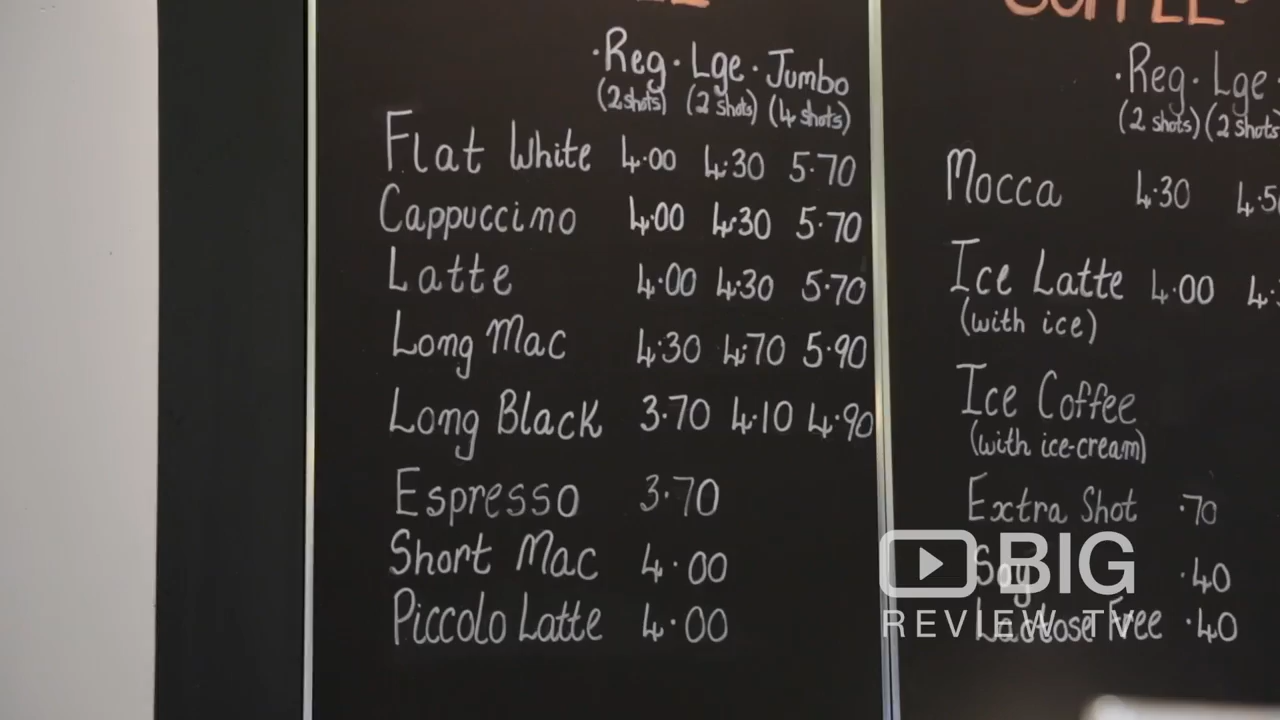 ·Reg· Lge· Jumbo
(2 shots) (2 shots) (4 shots)
Flat White 4·00 4·30 5·70
Cappuccino 4·00 4·30 5·70
Latte 4·00 4·30 5·70
Long Mac 4·30 4·70 5·90
Long Black 3·70 4·10 4·90
Espresso 3·70
Short Mac 4·00
Piccolo Latte 4·00
COFFEE
·Reg· Lge·
(2 shots) (2 shots
Mocca 4·30
Ice Latte 4·00
(with ice)
Ice Coffee
(with ice-cream)
Extra Shot ·70
Soy ·40
Lactose Free ·40
BIG
REVIEW TV